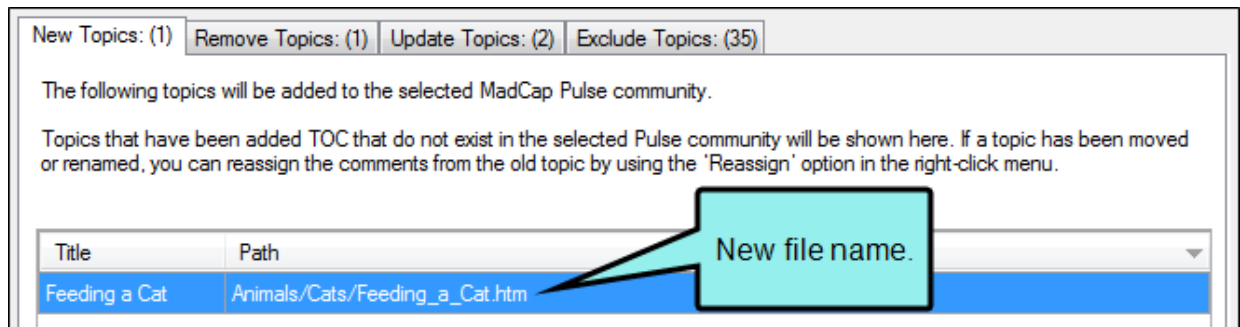 New Topics: (1) Remove Topics: (1) Update Topics: (2) Exclude Topics: (35)
The following topics will be added to the selected MadCap Pulse community.
Topics that have been added TOC that do not exist in the selected Pulse community will be shown here. If a topic has been moved
or renamed, you can reassign the comments from the old topic by using the 'Reassign' option in the right-click menu.
New file name.
Title Path
Feeding a Cat Animals/Cats/Feeding_a_Cat.htm